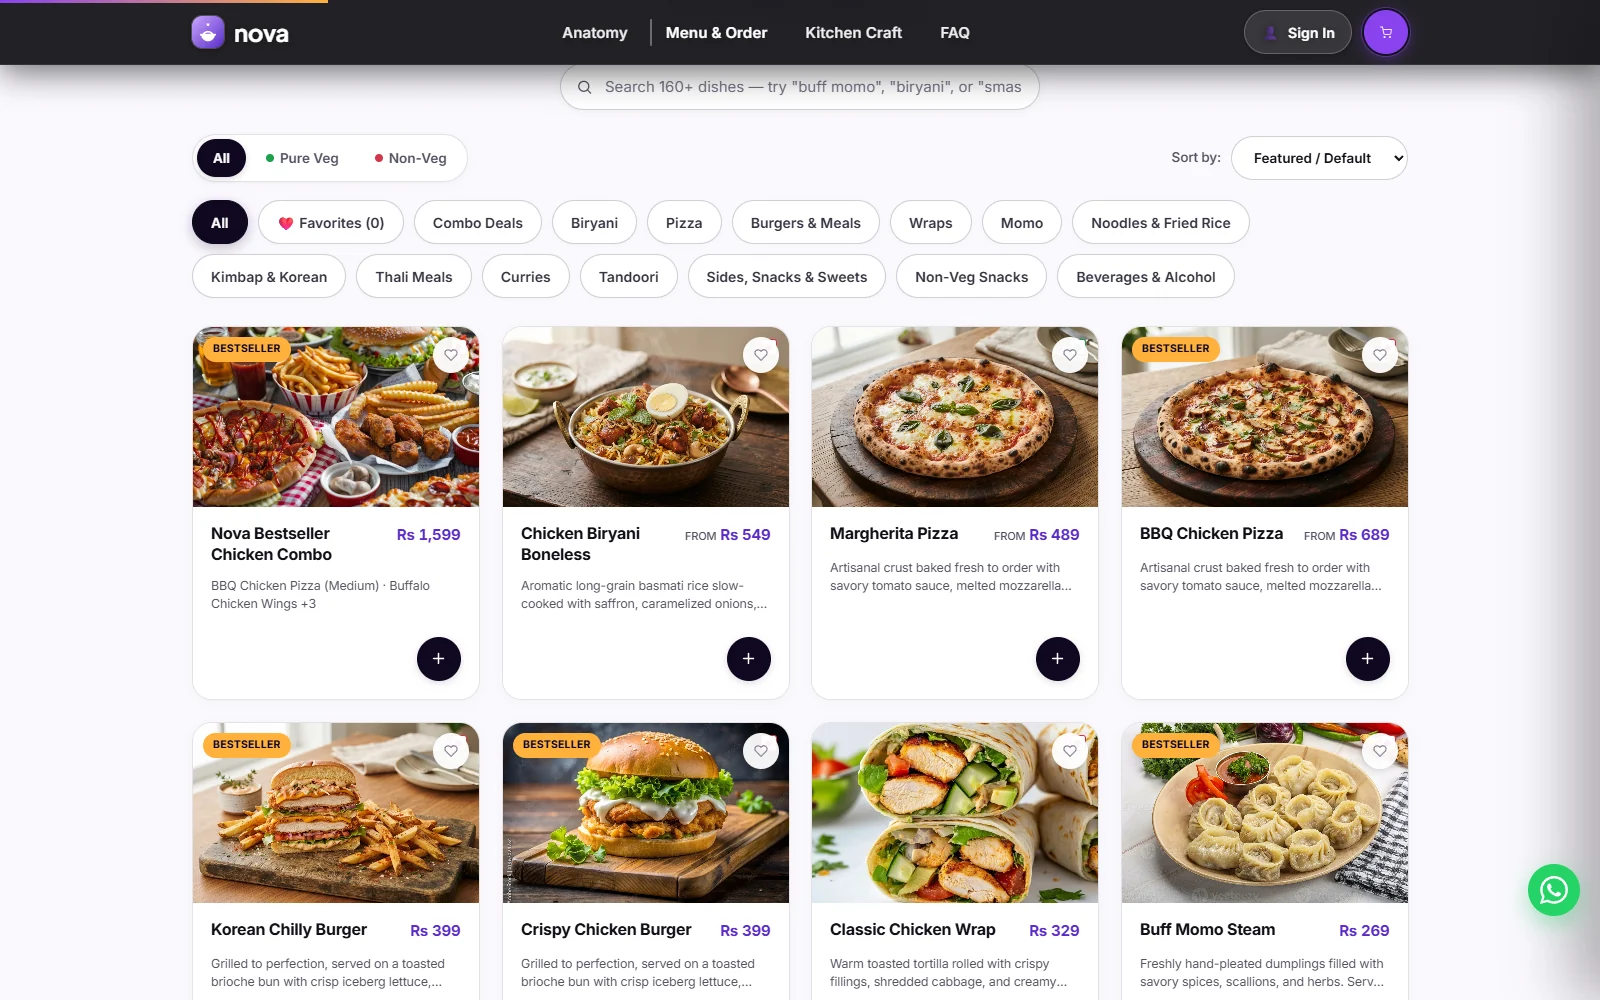 nova
Anatomy
Menu & Order
Kitchen Craft
FAQ
Sign In
Search 160+ dishes — try "buff momo", "biryani", or "smas
All
Pure Veg
Non-Veg
Sort by:
Featured / Default
All
Favorites (0)
Combo Deals
Biryani
Pizza
Burgers & Meals
Wraps
Momo
Noodles & Fried Rice
Kimbap & Korean
Thali Meals
Curries
Tandoori
Sides, Snacks & Sweets
Non-Veg Snacks
Beverages & Alcohol
BESTSELLER
Nova Bestseller
Chicken Combo
Rs 1,599
BBQ Chicken Pizza (Medium) · Buffalo
Chicken Wings +3
Chicken Biryani
Boneless
FROM Rs 549
Aromatic long-grain basmati rice slow-
cooked with saffron, caramelized onions,...
Margherita Pizza
FROM Rs 489
Artisanal crust baked fresh to order with
savory tomato sauce, melted mozzarella...
BESTSELLER
BBQ Chicken Pizza
FROM Rs 689
Artisanal crust baked fresh to order with
savory tomato sauce, melted mozzarella...
BESTSELLER
Korean Chilly Burger
Rs 399
Grilled to perfection, served on a toasted
brioche bun with crisp iceberg lettuce,...
BESTSELLER
Crispy Chicken Burger
Rs 399
Grilled to perfection, served on a toasted
brioche bun with crisp iceberg lettuce,...
Classic Chicken Wrap
Rs 329
Warm toasted tortilla rolled with crispy
fillings, shredded cabbage, and creamy...
BESTSELLER
Buff Momo Steam
Rs 269
Freshly hand-pleated dumplings filled with
savory spices, scallions, and herbs. Serv...